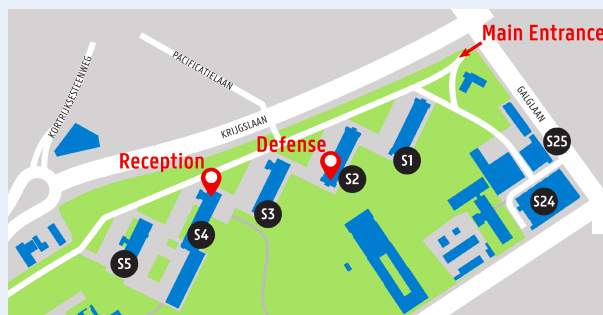 Main Entrance
PACIFICATIELAAN
KORTRIJKSESTEENWEG
GALGLAAN
KRIJGSLAAN
Defense
S25
Reception
S1
S2
S24
S3
S4
S5